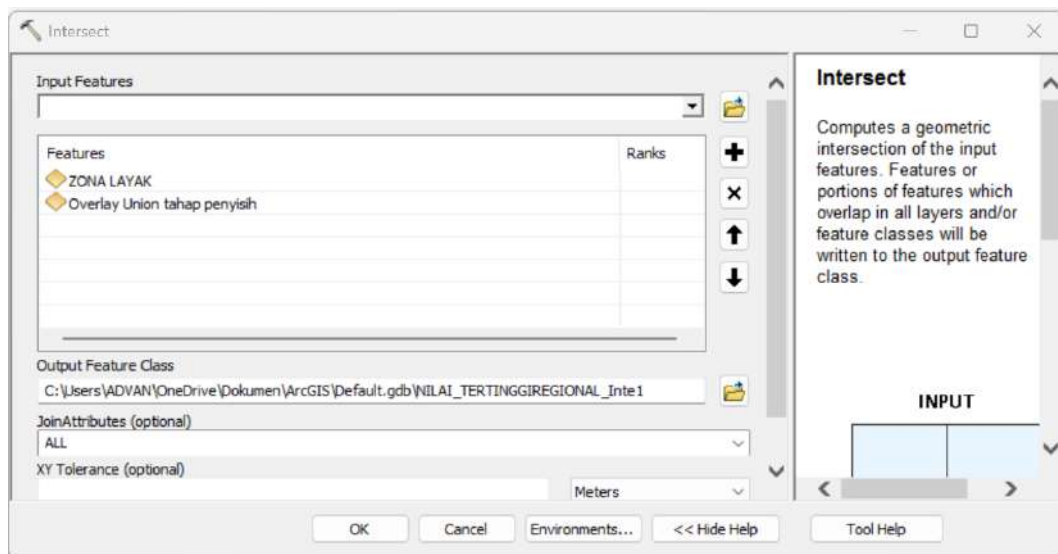 Intersect
Input Features
Features Ranks
ZONA LAYAK
Overlay Union tahap penyisih
Output Feature Class
C:\Users\ADVAN\OneDrive\Dokumen\ArcGIS\Default.gdb\NILAI_TERTINGGIREGIONAL_Inte1
JoinAttributes (optional)
ALL
XY Tolerance (optional)
Meters
OK Cancel Environments... << Hide Help Tool Help
Intersect
Computes a geometric
intersection of the input
features. Features or
portions of features which
overlap in all layers and/or
feature classes will be
written to the output feature
class.
INPUT